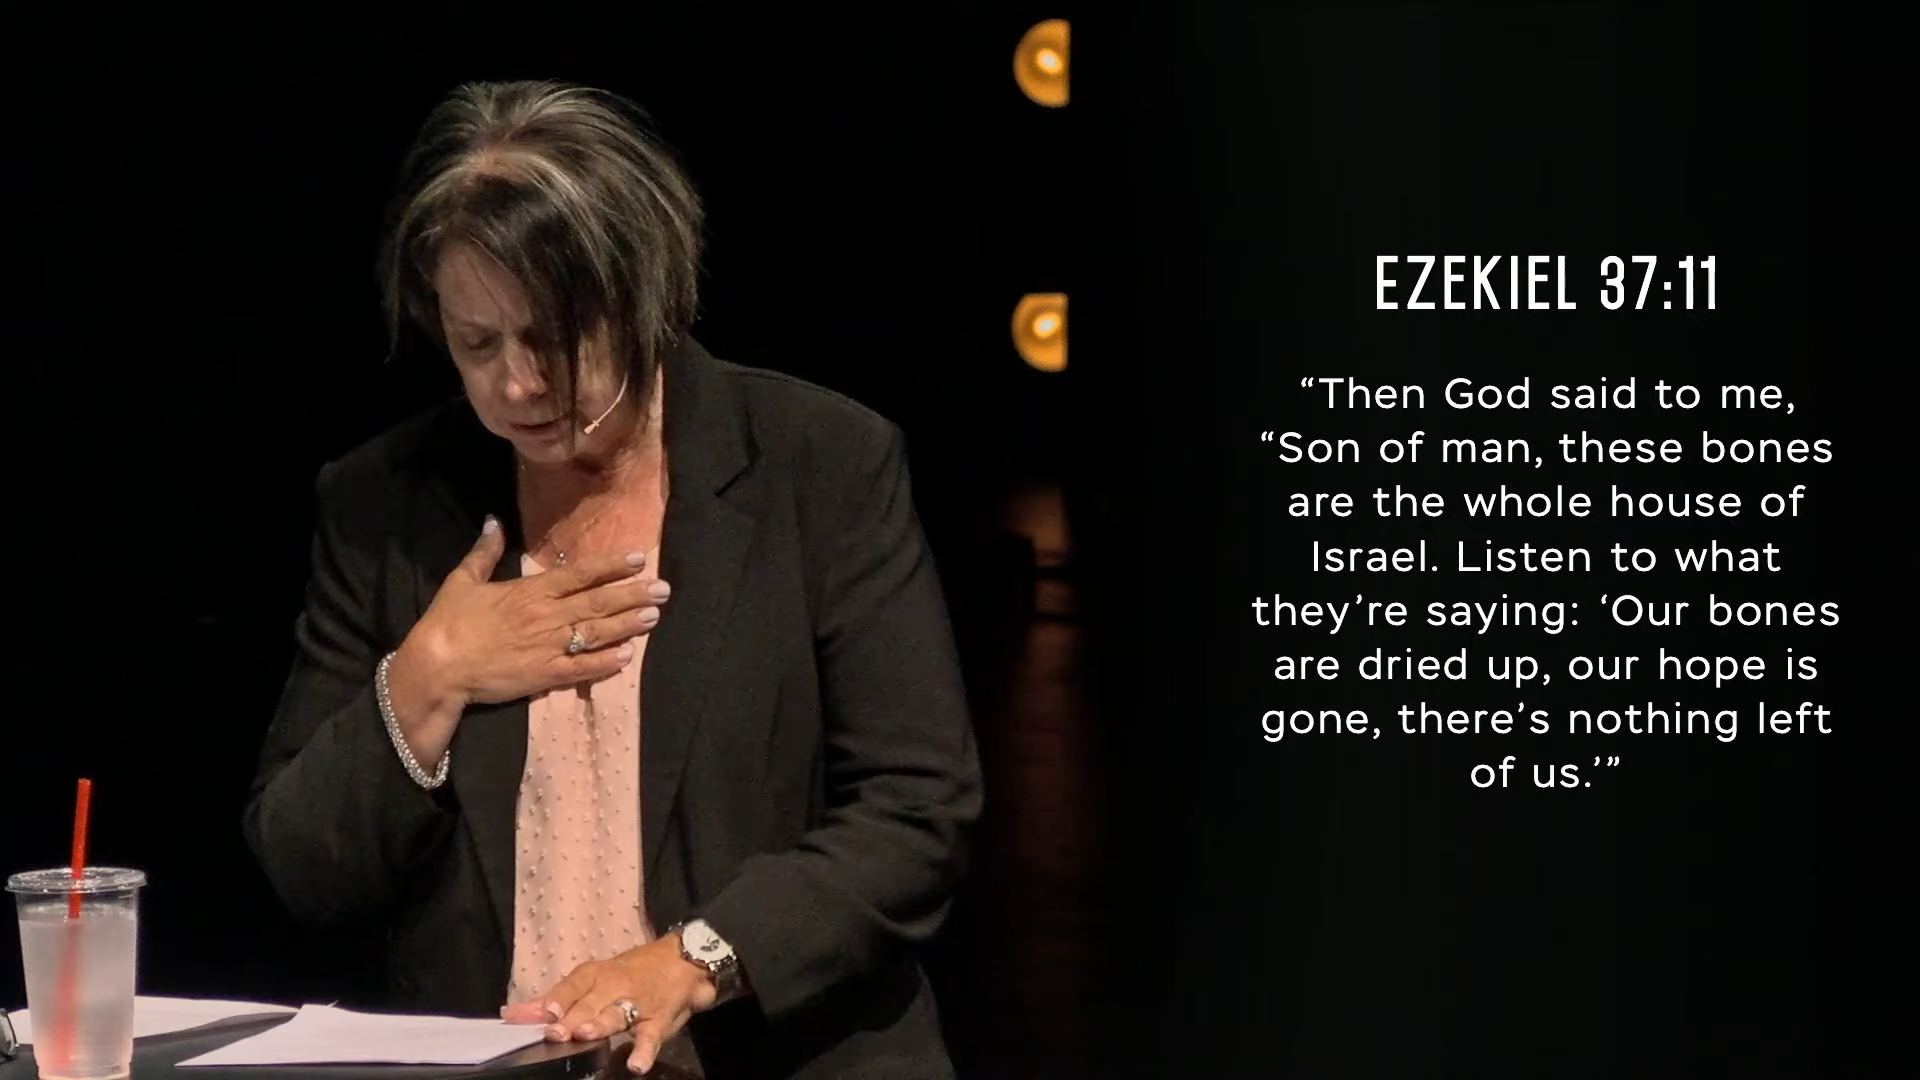 EZEKIEL 37:11
“Then God said to me,
“Son of man, these bones
are the whole house of
Israel. Listen to what
they’re saying: ‘Our bones
are dried up, our hope is
gone, there’s nothing left
of us.’”